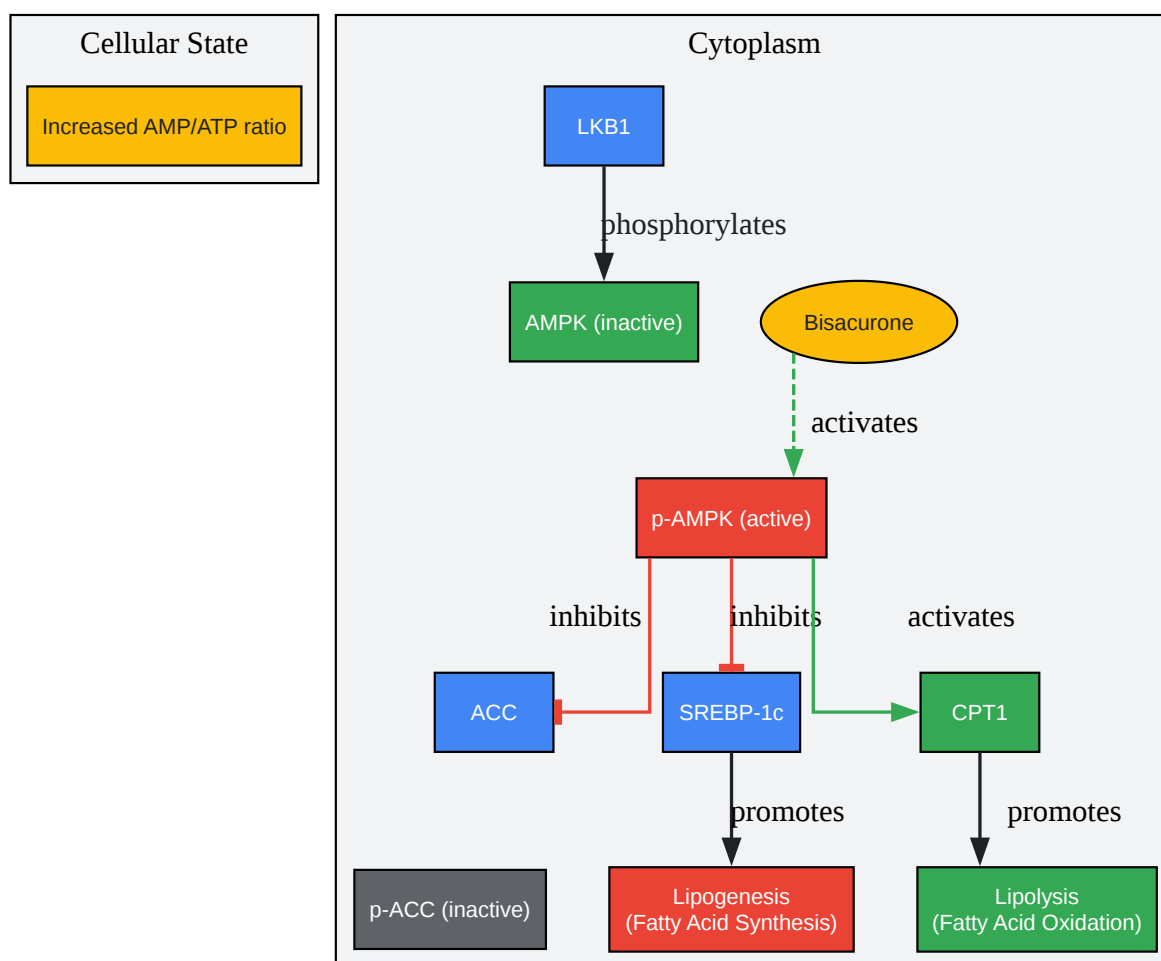 Cellular State
Increased AMP/ATP ratio
Cytoplasm
LKB1
phosphorylates
AMPK (inactive)
Bisacurone
activates
p-AMPK (active)
inhibits
inhibits
activates
ACC
SREBP-1c
CPT1
promotes
promotes
p-ACC (inactive)
Lipogenesis
(Fatty Acid Synthesis)
Lipolysis
(Fatty Acid Oxidation)